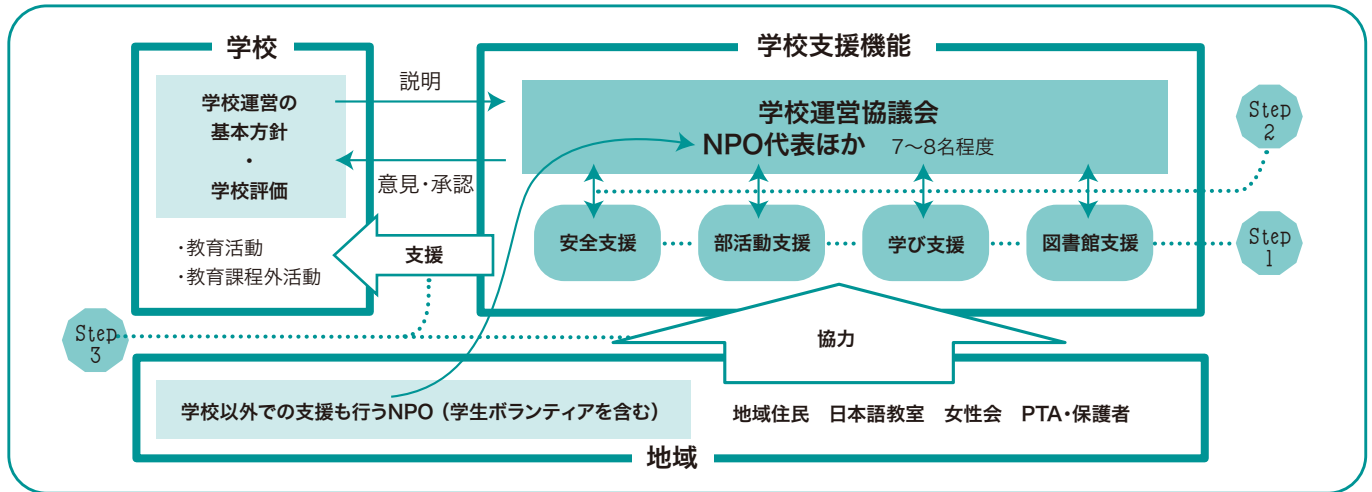 学校
学校運営の
基本方針
・
学校評価
・教育活動
・教育課程外活動
説明
意見・承認
支援
学校支援機能
学校運営協議会
NPO代表ほか　7〜8名程度
安全支援
部活動支援
学び支援
図書館支援
Step
2
Step
1
Step
3
協力
学校以外での支援も行うNPO（学生ボランティアを含む）
地域住民　日本語教室　女性会　PTA・保護者
地域